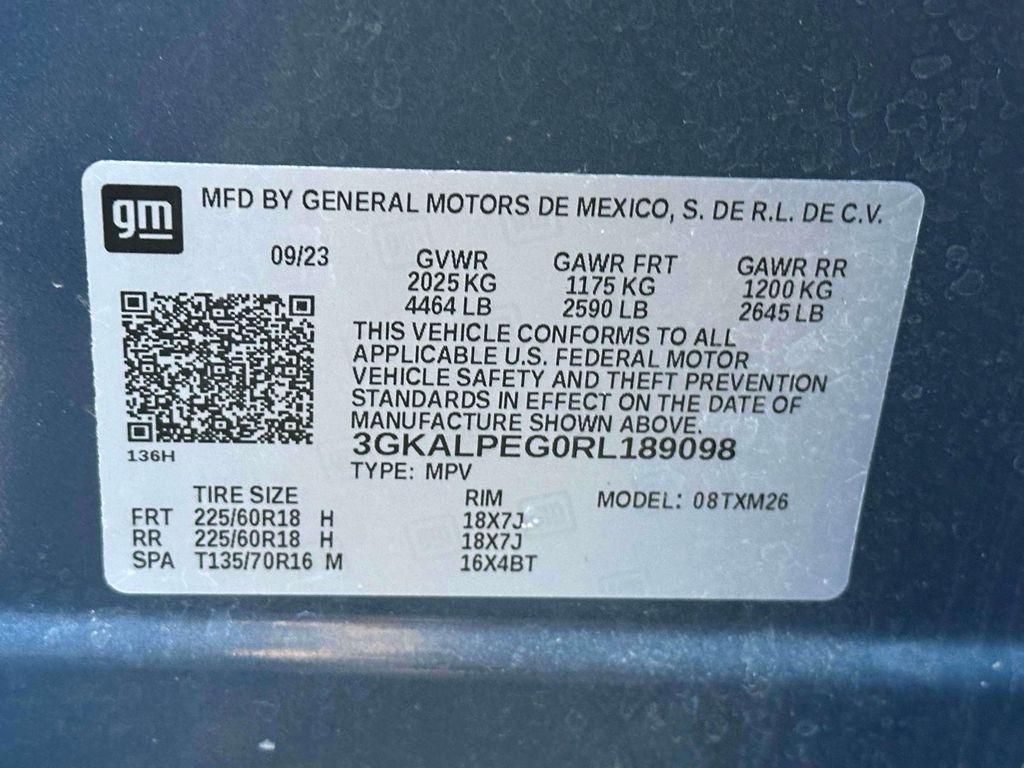 gm
MFD BY GENERAL MOTORS DE MEXICO, S. DE R.L. DE C.V.
09/23 GVWR GAWR FRT GAWR RR
2025 KG 1175 KG 1200 KG
4464 LB 2590 LB 2645 LB
THIS VEHICLE CONFORMS TO ALL
APPLICABLE U.S. FEDERAL MOTOR
VEHICLE SAFETY AND THEFT PREVENTION
STANDARDS IN EFFECT ON THE DATE OF
MANUFACTURE SHOWN ABOVE.
136H
3GKALPEG0RL189098
TYPE: MPV
TIRE SIZE RIM MODEL: 08TXM26
FRT 225/60R18 H 18X7J
RR 225/60R18 H 18X7J
SPA T135/70R16 M 16X4BT